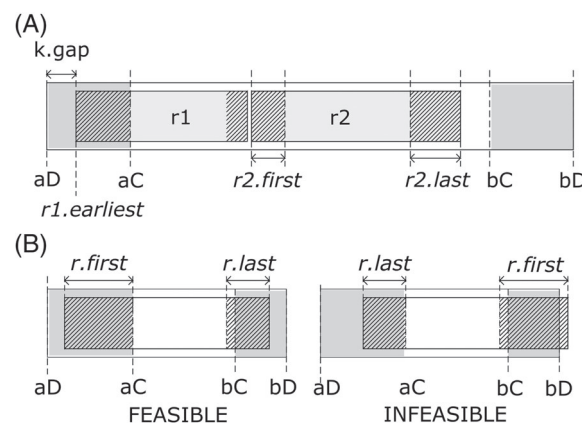 (A)
k.gap
r1 r2
aD aC r2.first r2.last bC bD
r1.earliest
(B)
r.first r.last r.last r.first
aD aC bC bD aD aC bC bD
FEASIBLE INFEASIBLE